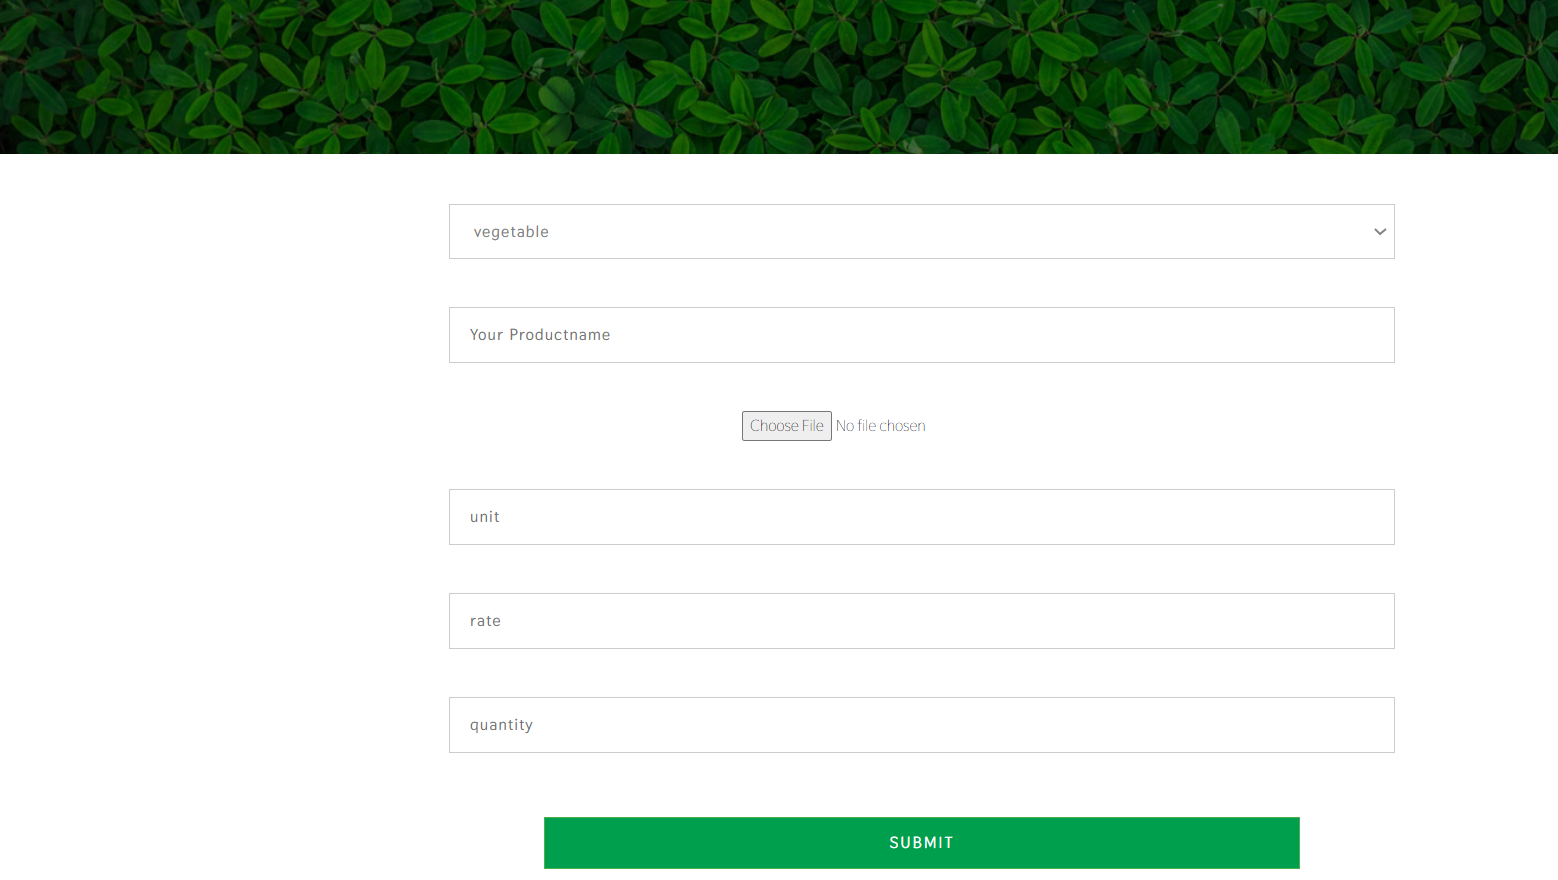 vegetable
Your Productname
Choose File No file chosen
unit
rate
quantity
SUBMIT